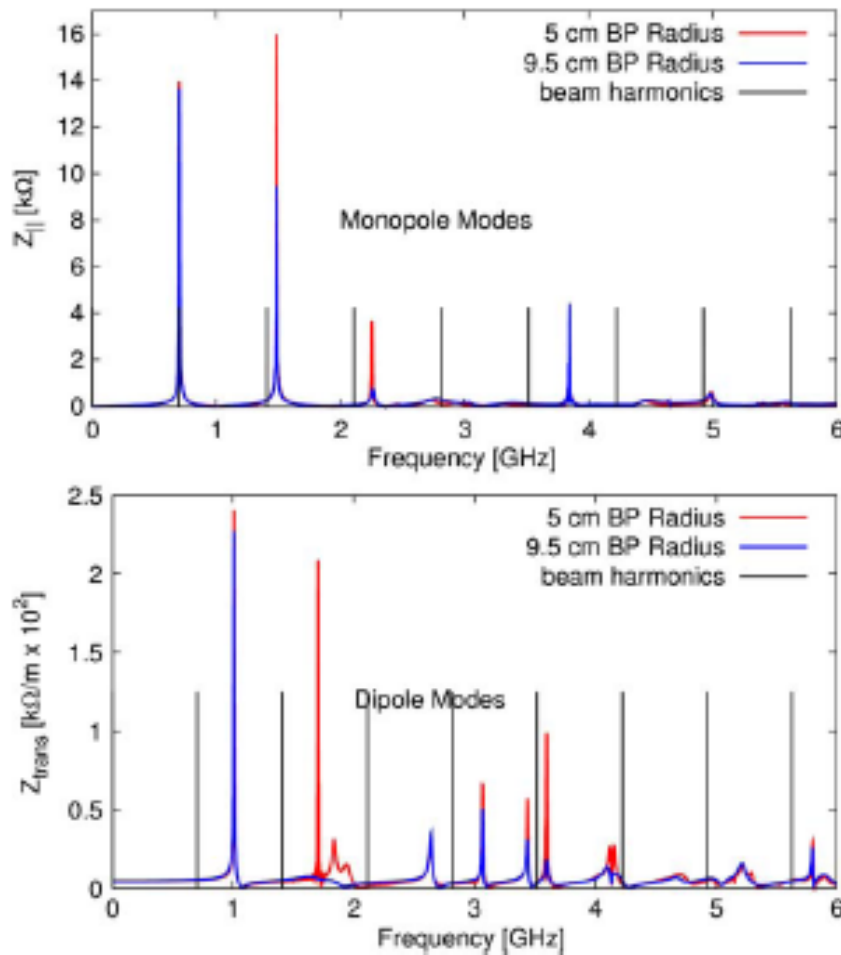 16
14
12
10
8
6
4
2
0
Z|| [kΩ]
5 cm BP Radius
9.5 cm BP Radius
beam harmonics
Monopole Modes
0 1 2 3 4 5 6
Frequency [GHz]
2.5
2
1.5
1
0.5
0
Ztrans [kΩ/m x 10²]
5 cm BP Radius
9.5 cm BP Radius
beam harmonics
Dipole Modes
0 1 2 3 4 5 6
Frequency [GHz]